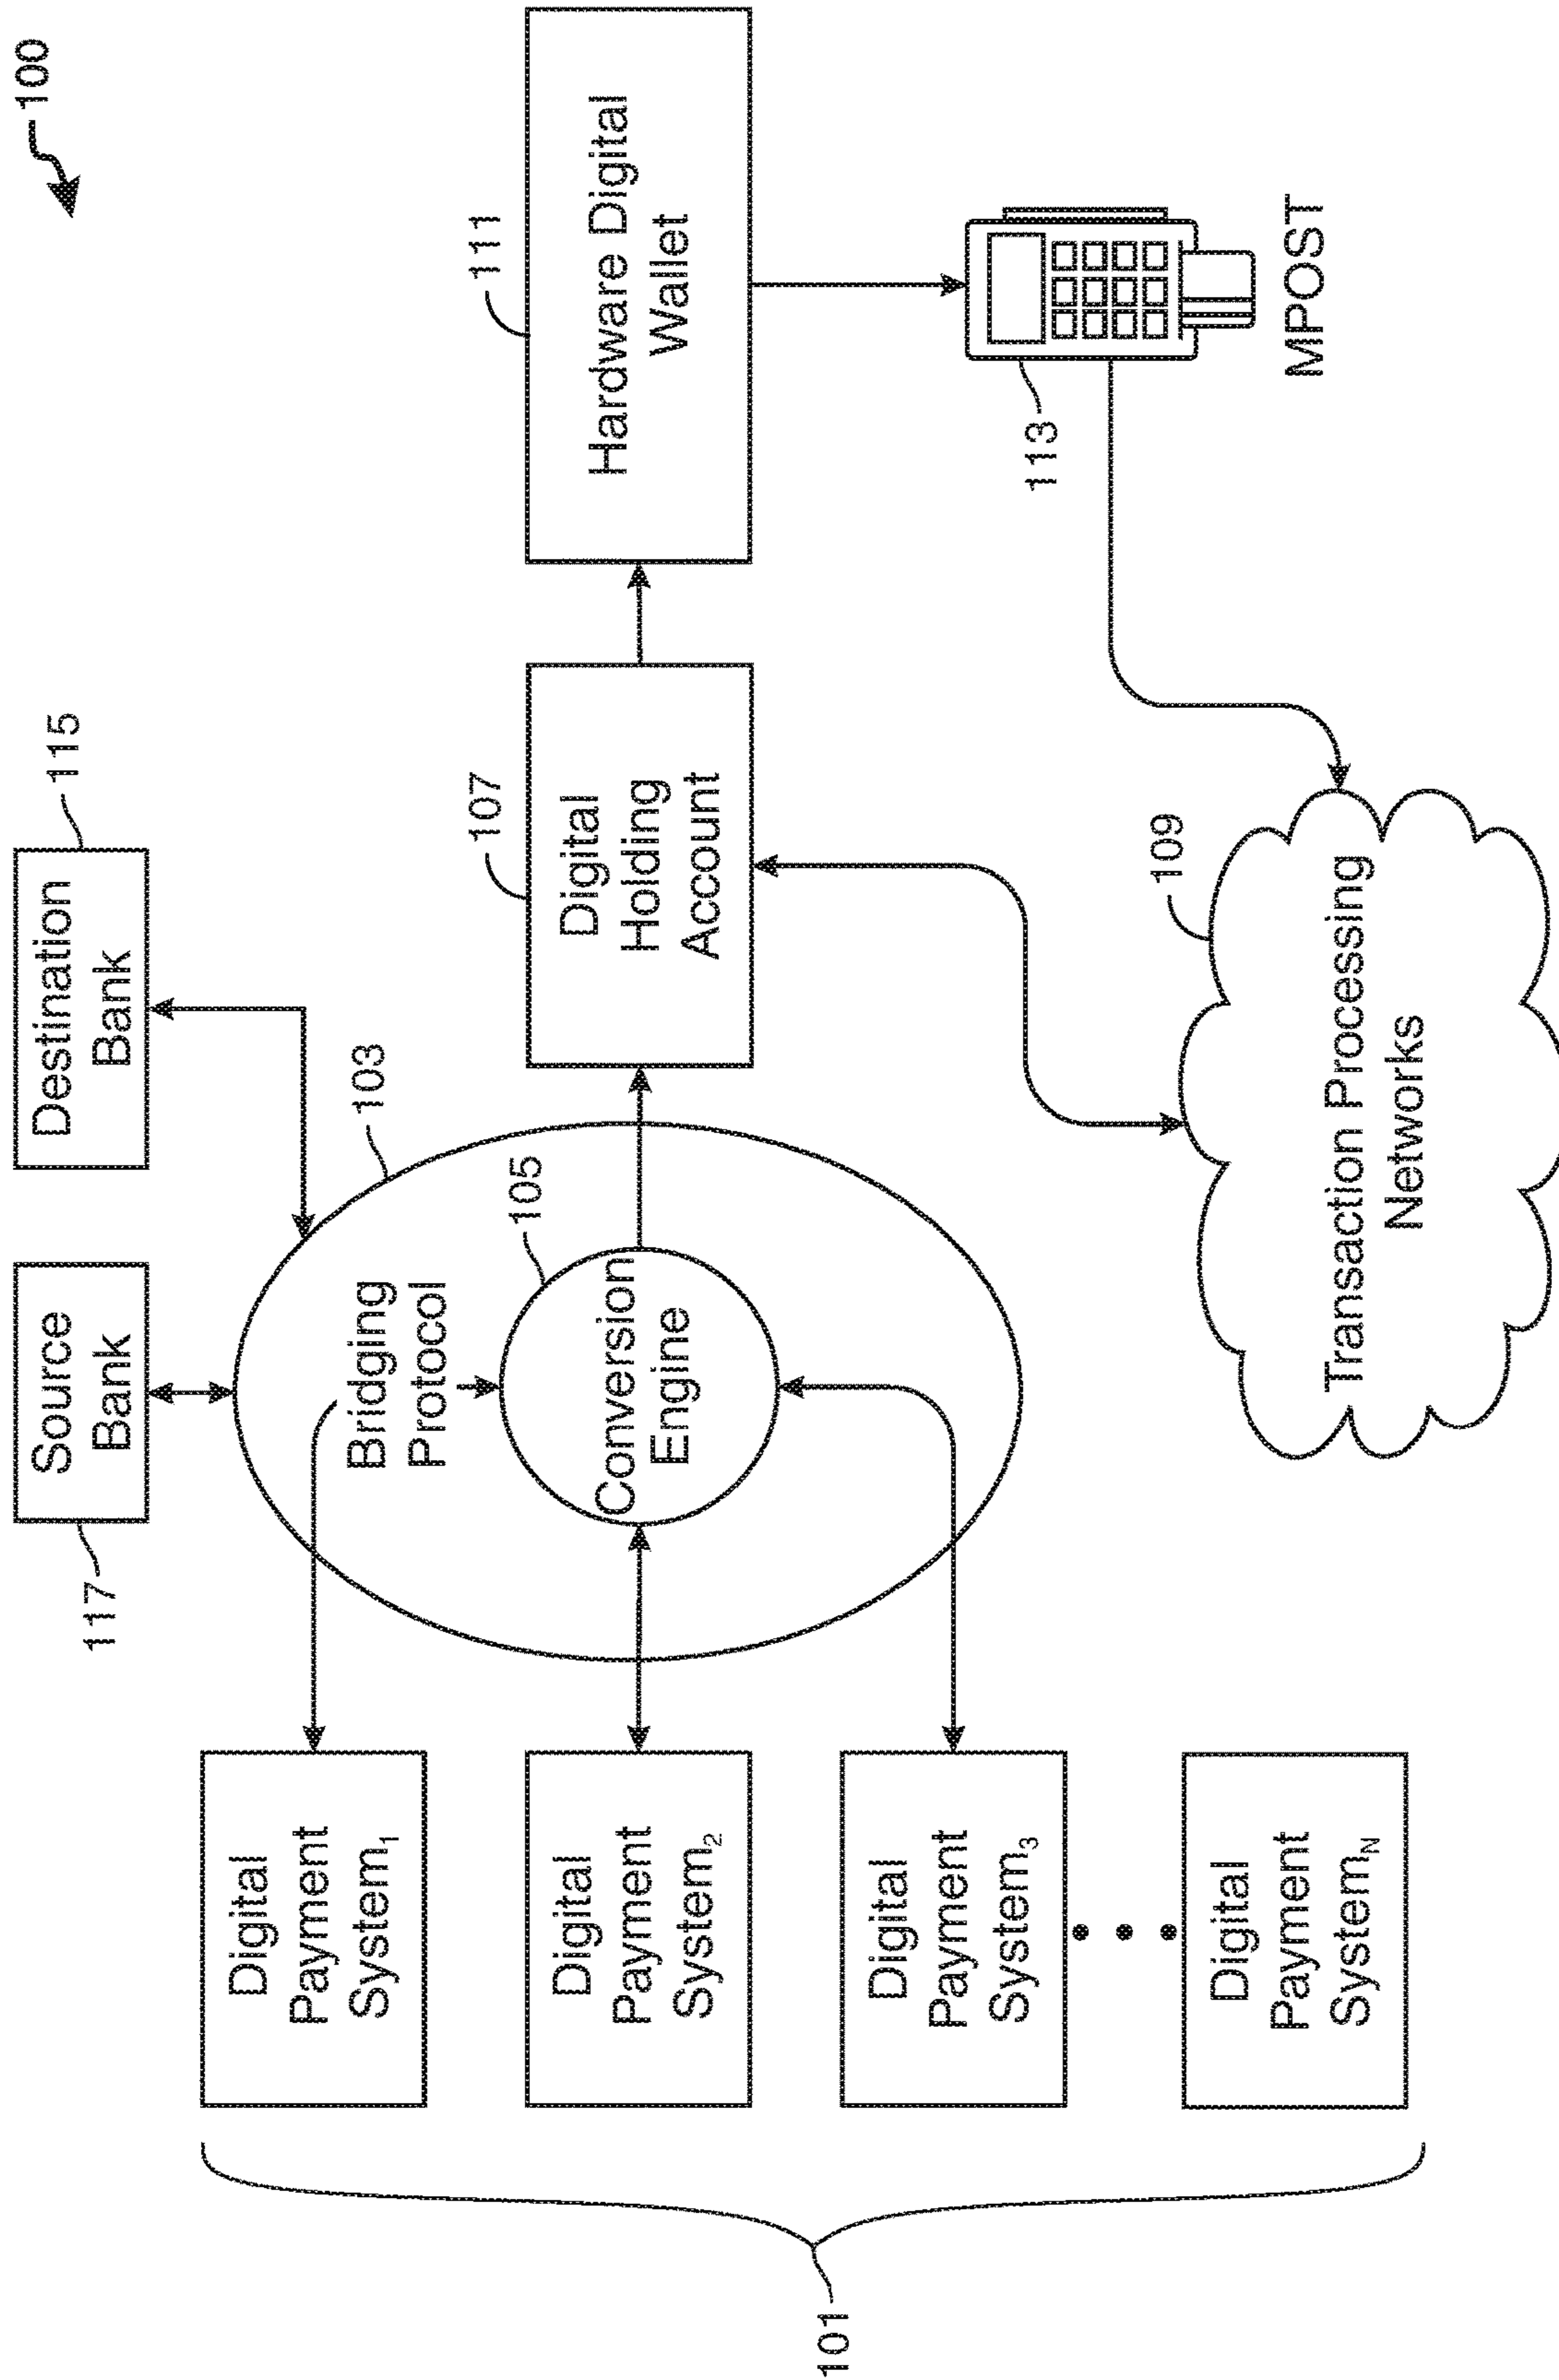 100
Source
Bank
117
Destination
Bank
115
Digital
Payment
System₁
Digital
Payment
System₂
Digital
Payment
System₃
Digital
Payment
Systemₙ
101
Bridging
Protocol
103
Conversion
Engine
105
Digital
Holding
Account
107
Hardware Digital
Wallet
111
113
MPOST
109
Transaction Processing
Networks